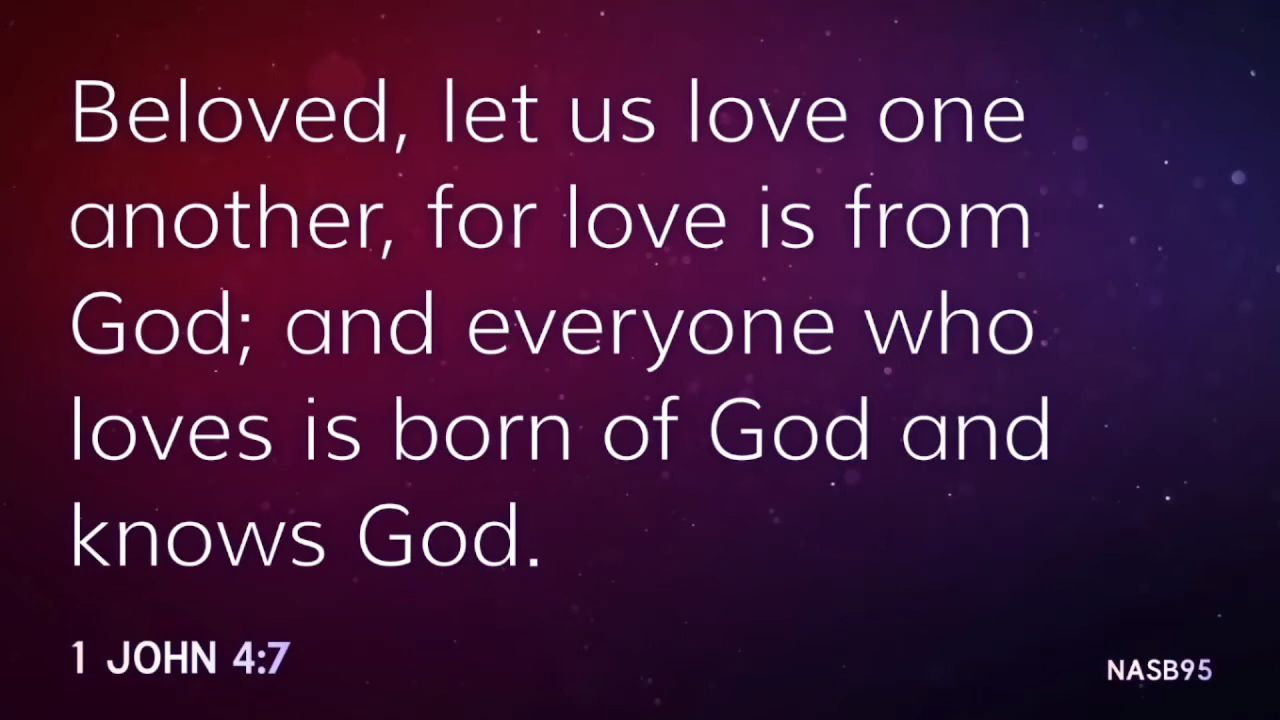 Beloved, let us love one
another, for love is from
God; and everyone who
loves is born of God and
knows God.
1 JOHN 4:7
NASB95